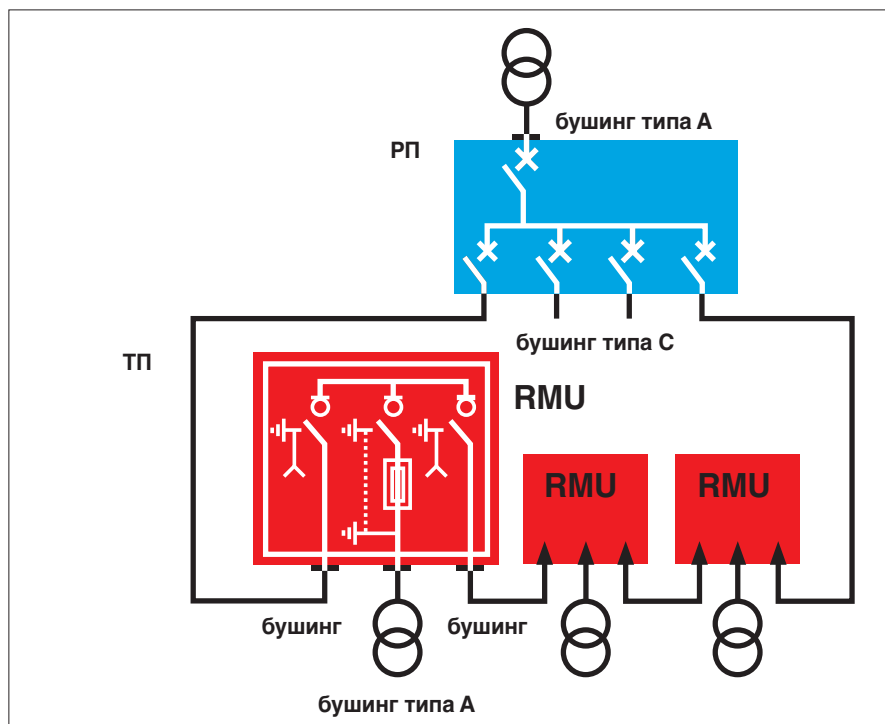 бушинг типа А
РП
бушинг типа С
ТП
RMU
RMU
RMU
бушинг
бушинг
бушинг типа А